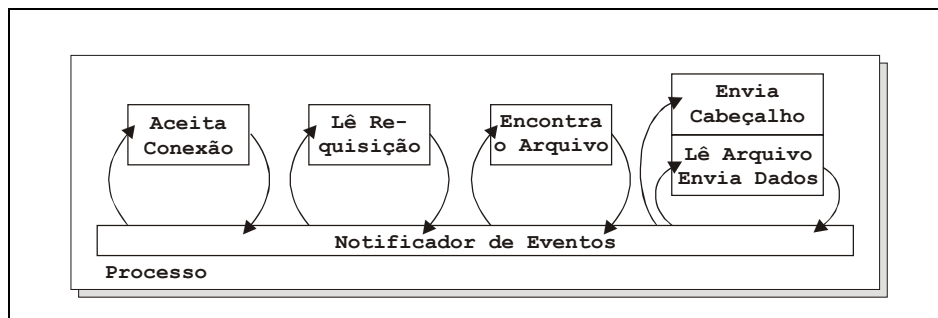 Aceita
Conexão
Lê Re-
quisição
Encontra
o Arquivo
Envia
Cabeçalho
Lê Arquivo
Envia Dados
Notificador de Eventos
Processo